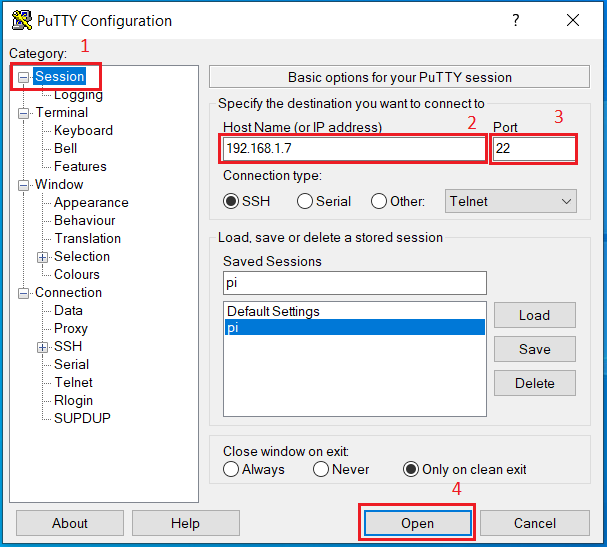 PuTTY Configuration
?
Category:
1
Session
Logging
Terminal
Keyboard
Bell
Features
Window
Appearance
Behaviour
Translation
Selection
Colours
Connection
Data
Proxy
SSH
Serial
Telnet
Rlogin
SUPDUP
Basic options for your PuTTY session
Specify the destination you want to connect to
Host Name (or IP address) 2 Port 3
192.168.1.7 22
Connection type:
SSH Serial Other: Telnet
Load, save or delete a stored session
Saved Sessions
pi
Default Settings
pi
Load
Save
Delete
Close window on exit:
Always Never Only on clean exit
4
About Help Open Cancel